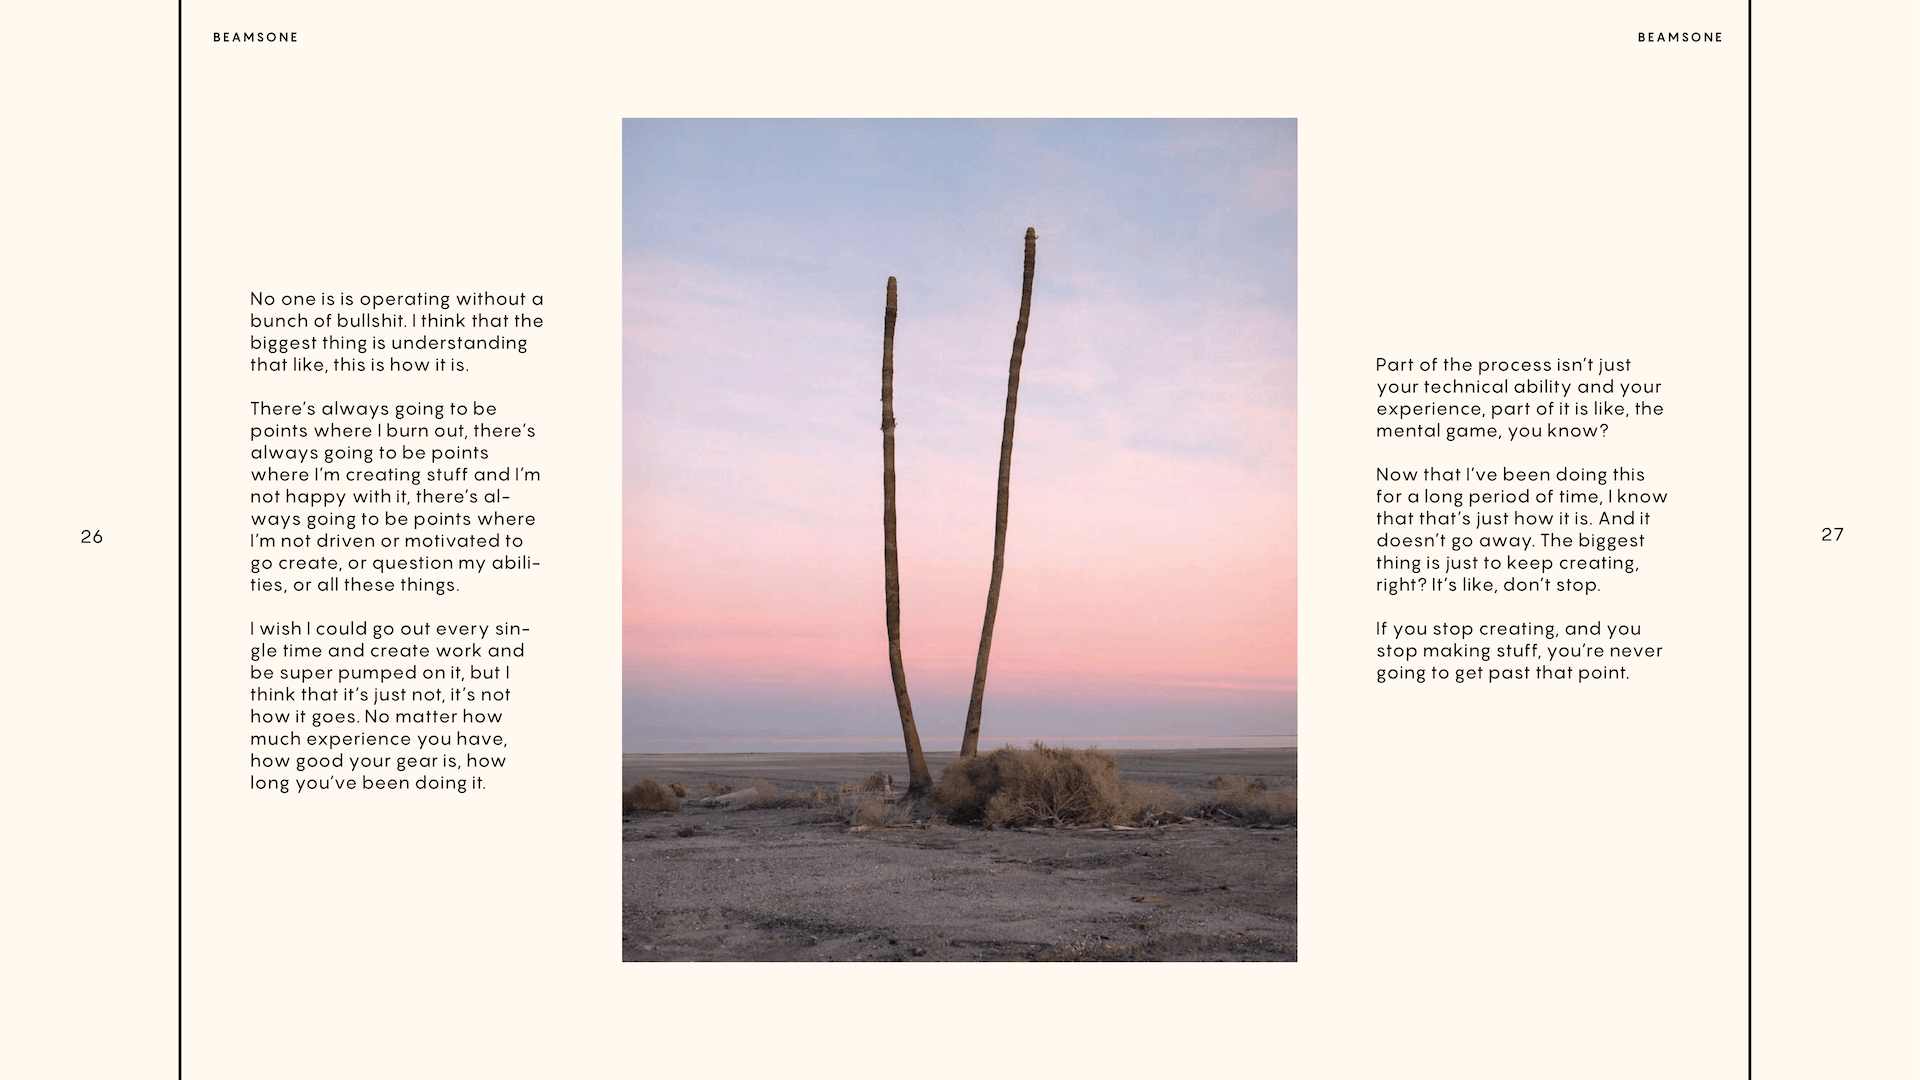 BEAMSONE
BEAMSONE
No one is is operating without a
bunch of bullshit. I think that the
biggest thing is understanding
that like, this is how it is.
There’s always going to be
points where I burn out, there’s
always going to be points
where I’m creating stuff and I’m
not happy with it, there’s al-
ways going to be points where
I’m not driven or motivated to
go create, or question my abili-
ties, or all these things.
I wish I could go out every sin-
gle time and create work and
be super pumped on it, but I
think that it’s just not, it’s not
how it goes. No matter how
much experience you have,
how good your gear is, how
long you’ve been doing it.
26
Part of the process isn’t just
your technical ability and your
experience, part of it is like, the
mental game, you know?
Now that I’ve been doing this
for a long period of time, I know
that that’s just how it is. And it
doesn’t go away. The biggest
thing is just to keep creating,
right? It’s like, don’t stop.
If you stop creating, and you
stop making stuff, you’re never
going to get past that point.
27